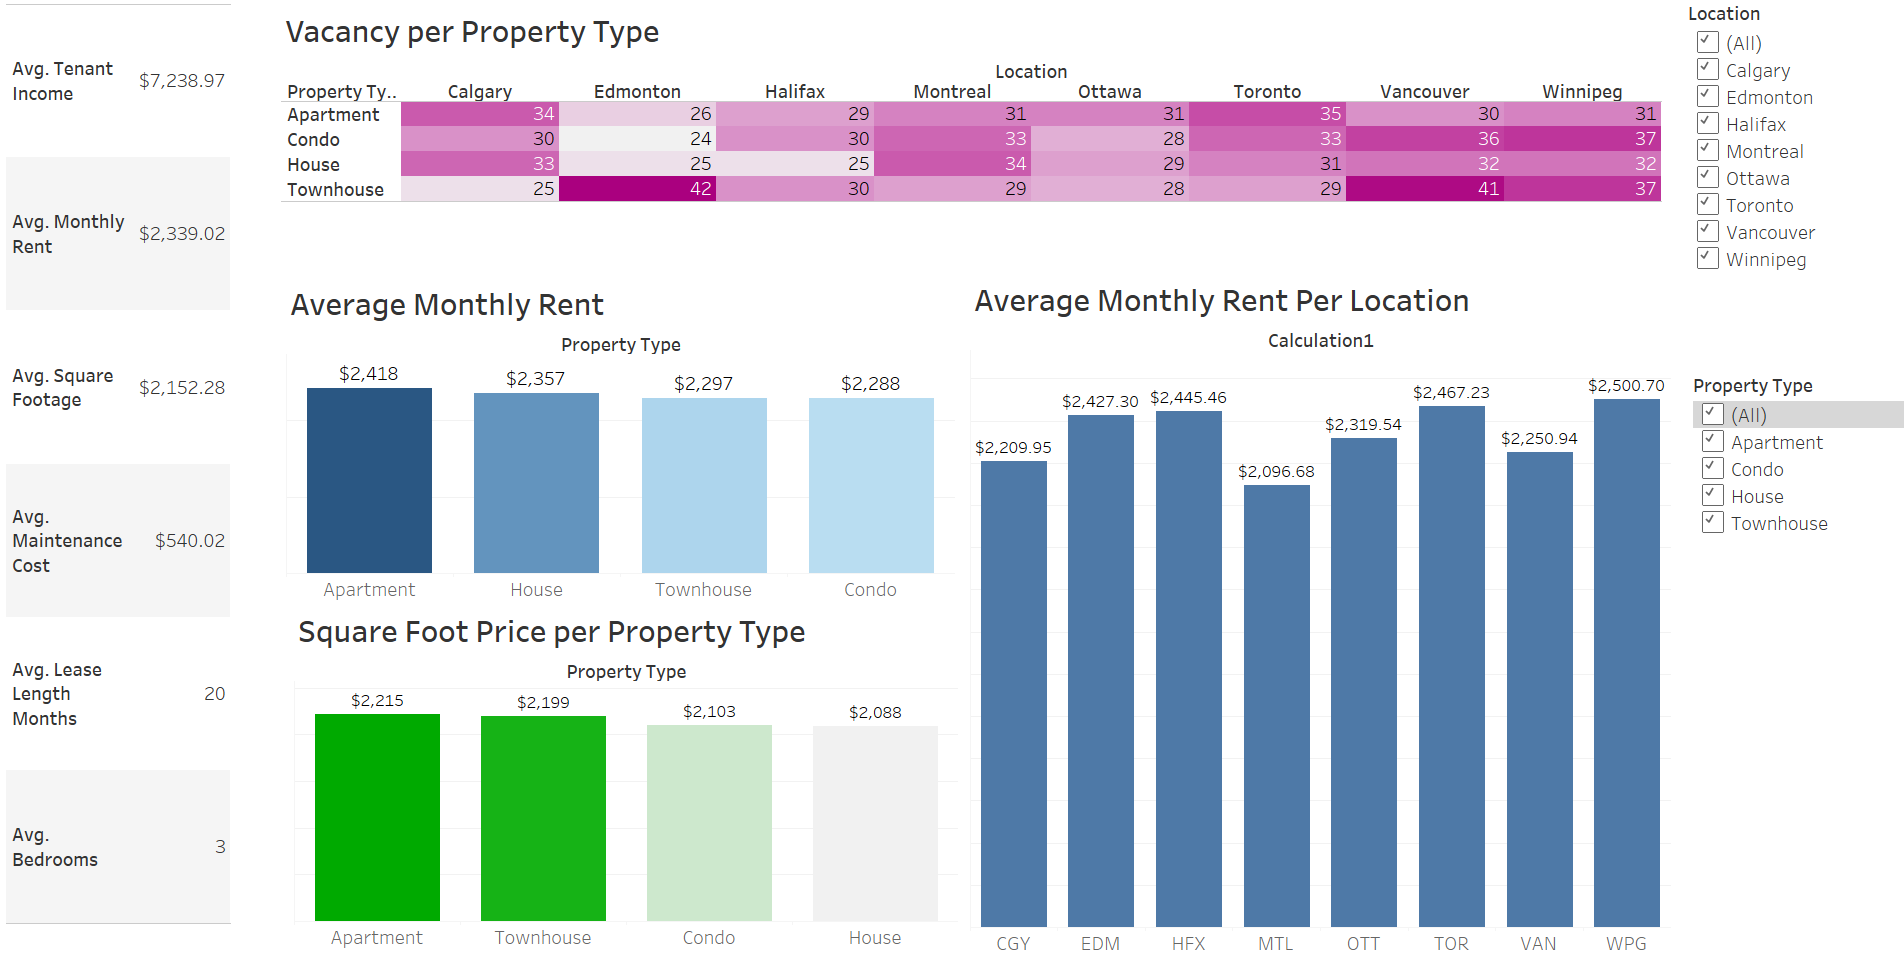 Avg. Tenant
Income
$7,238.97
Avg. Monthly
Rent
$2,339.02
Avg. Square
Footage
$2,152.28
Avg.
Maintenance
Cost
$540.02
Avg. Lease
Length
Months
20
Avg.
Bedrooms
3
Vacancy per Property Type
Location
Property Ty.. Calgary Edmonton Halifax Montreal Ottawa Toronto Vancouver Winnipeg
Apartment 34 26 29 31 31 35 30 31
Condo 30 24 30 33 28 33 36 37
House 33 25 25 34 29 31 32 32
Townhouse 25 42 30 29 28 29 41 37
Average Monthly Rent
Property Type
$2,418 $2,357 $2,297 $2,288
Apartment House Townhouse Condo
Square Foot Price per Property Type
Property Type
$2,215 $2,199 $2,103 $2,088
Apartment Townhouse Condo House
Average Monthly Rent Per Location
Calculation1
$2,209.95 $2,427.30 $2,445.46 $2,096.68 $2,319.54 $2,467.23 $2,250.94 $2,500.70
CGY EDM HFX MTL OTT TOR VAN WPG
Location
(All)
Calgary
Edmonton
Halifax
Montreal
Ottawa
Toronto
Vancouver
Winnipeg
Property Type
(All)
Apartment
Condo
House
Townhouse